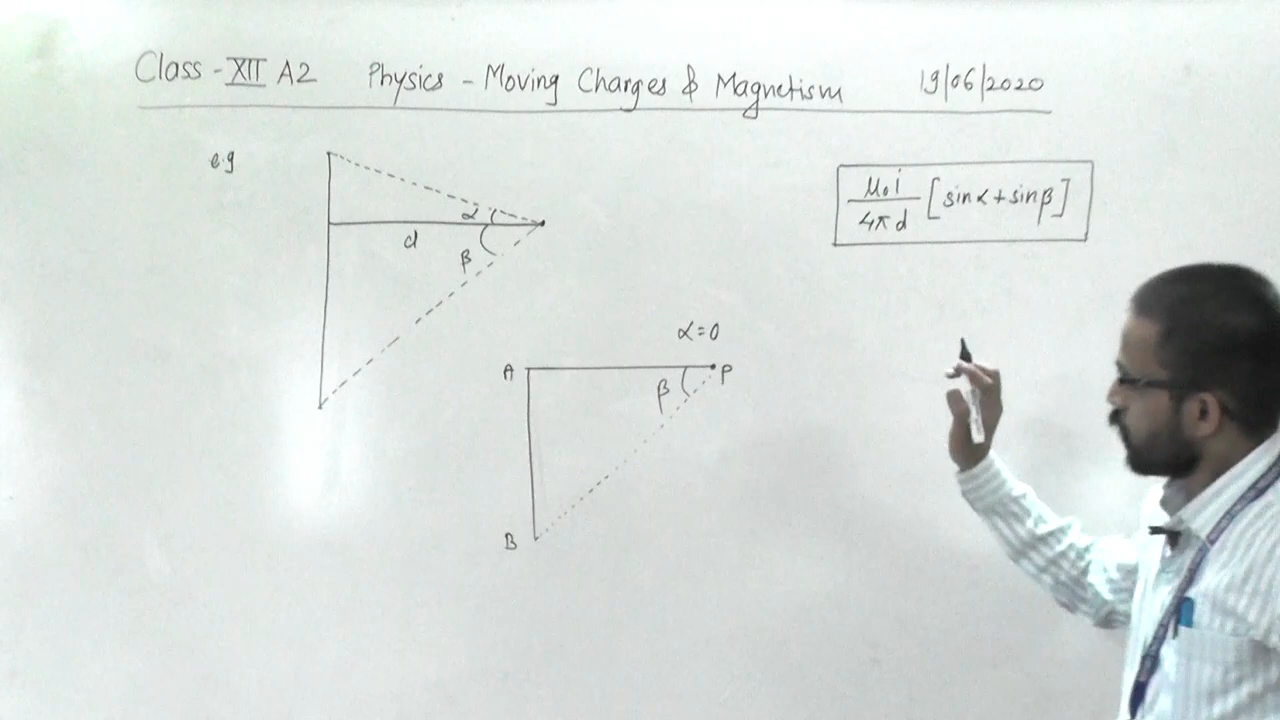 Class - XII A2 Physics - Moving Charges & Magnetism 19/06/2020
e.g
μ₀i / 4πd [sinα + sinβ]
α
d
β
α=0
A
P
β
B